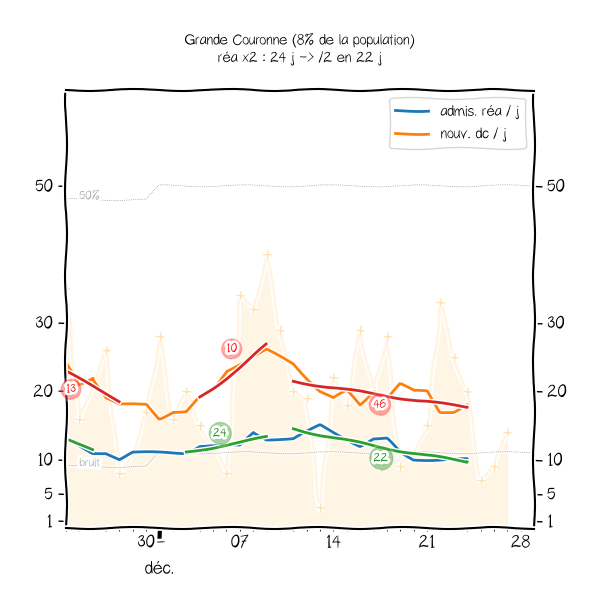 Grande Couronne (8% de la population)
réa x2 : 24 j -> /2 en 22 j
admis. réa / j
nouv. dc / j
50 50
50%
30 30
10
20 20
13
46
24
22
10 10
bruit
5 5
1 1
30 07 14 21 28
déc.